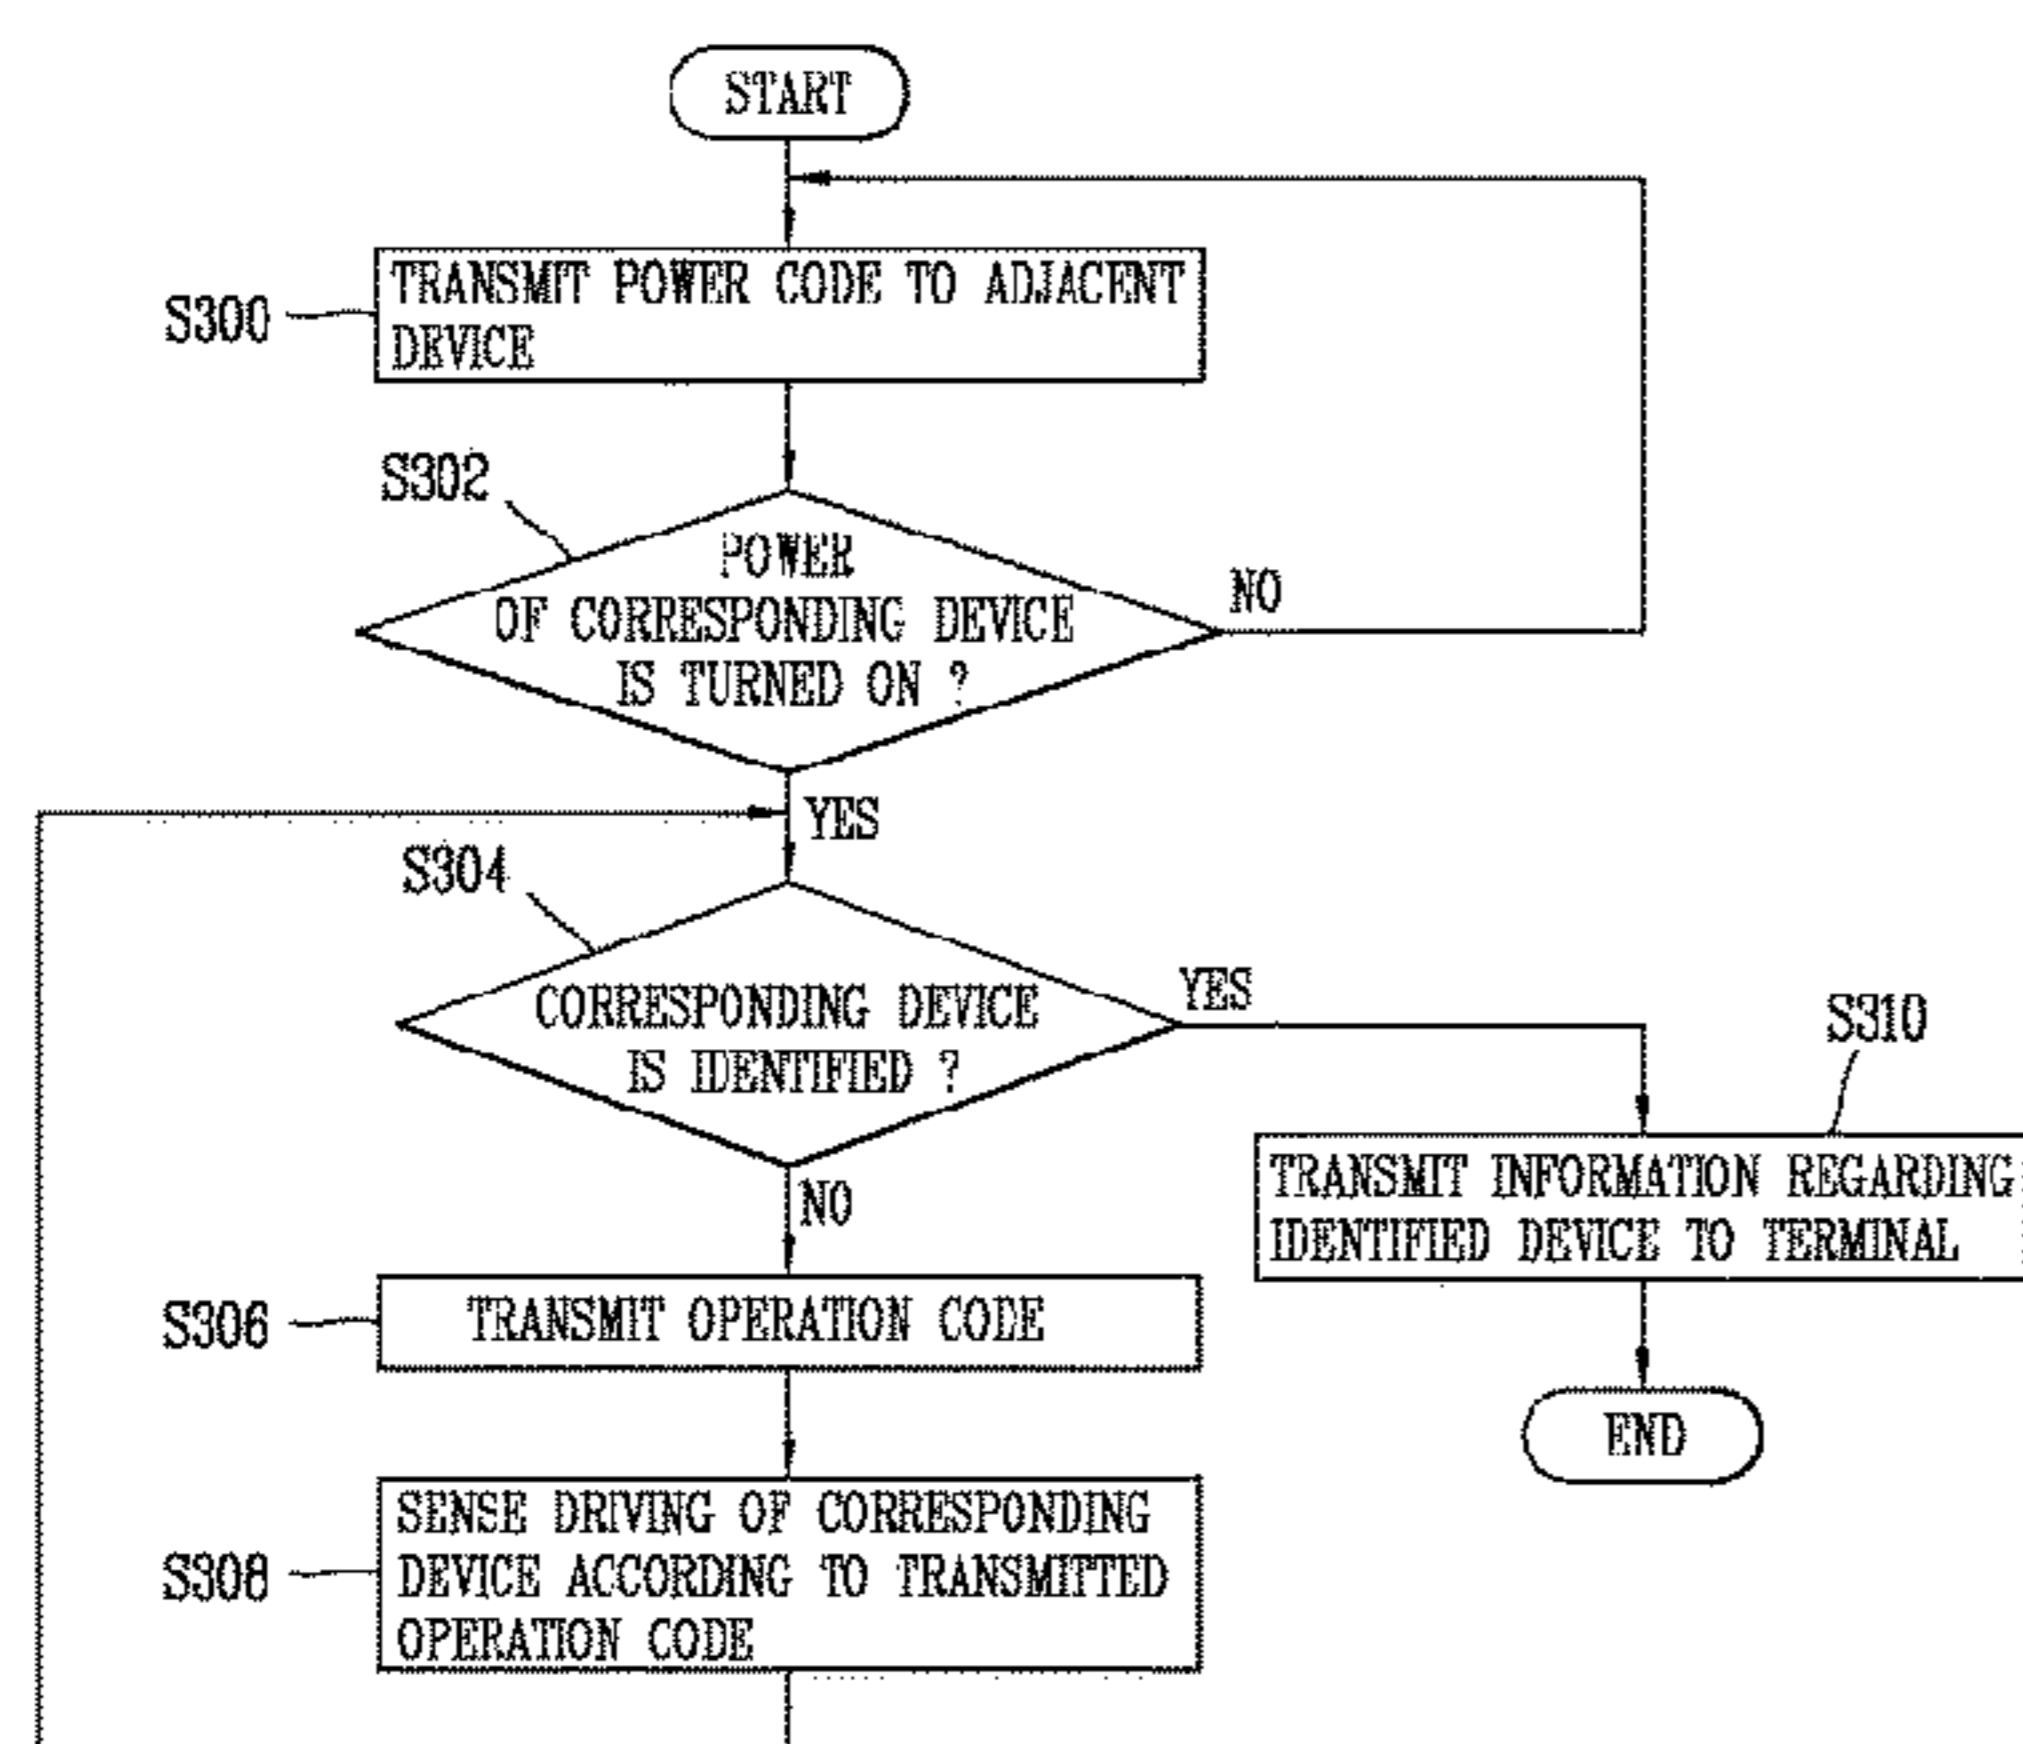 START
S300
TRANSMIT POWER CODE TO ADJACENT
DEVICE
S302
POWER
OF CORRESPONDING DEVICE
IS TURNED ON ?
NO
YES
S304
CORRESPONDING DEVICE
IS IDENTIFIED ?
YES
NO
S310
TRANSMIT INFORMATION REGARDING
IDENTIFIED DEVICE TO TERMINAL
S306
TRANSMIT OPERATION CODE
END
S308
SENSE DRIVING OF CORRESPONDING
DEVICE ACCORDING TO TRANSMITTED
OPERATION CODE